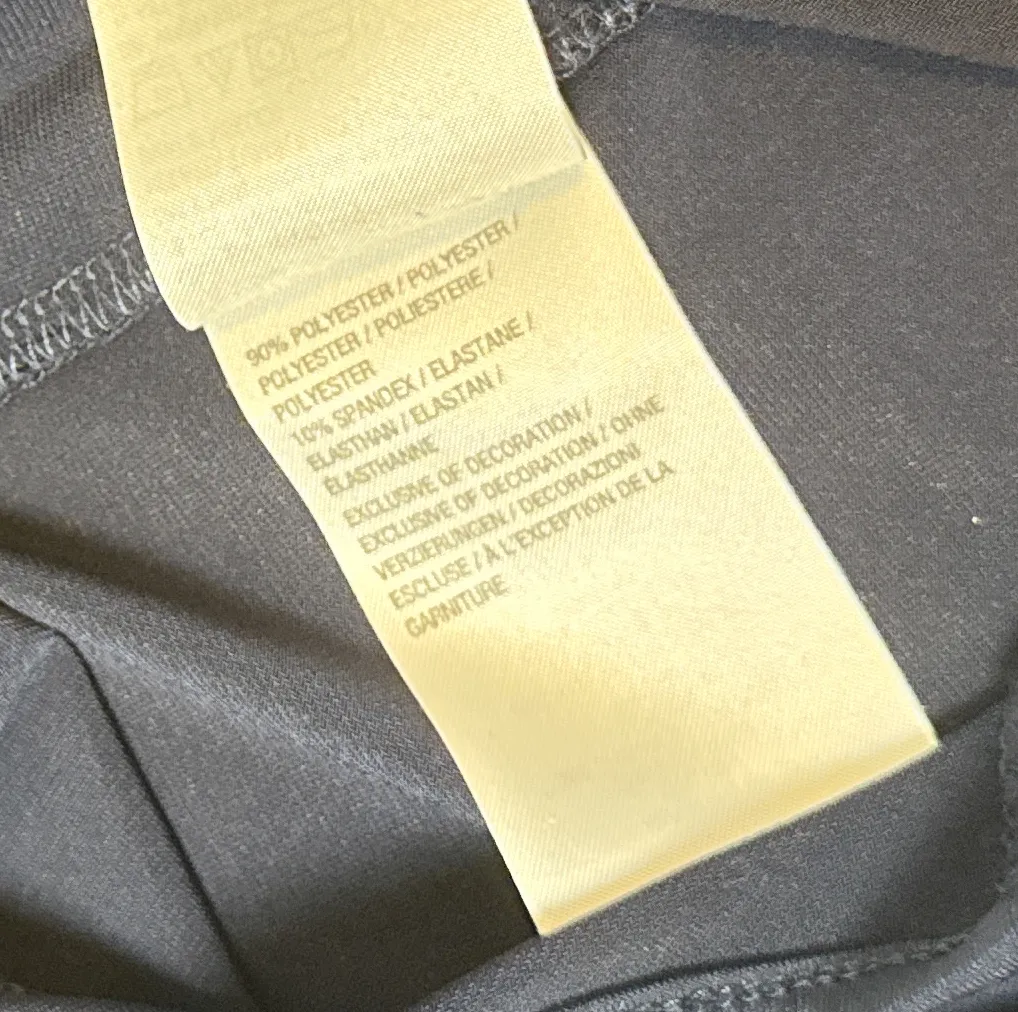 90% POLYESTER / POLYESTER /
POLYESTER / POLIESTERE /
POLYESTER
10% SPANDEX / ELASTANE /
ELASTHAN / ELASTAN /
ÉLASTHANNE
EXCLUSIVE OF DECORATION /
EXCLUSIVE OF DECORATION / OHNE
VERZIERUNGEN / DECORAZIONI
ESCLUSE / À L'EXCEPTION DE LA
GARNITURE